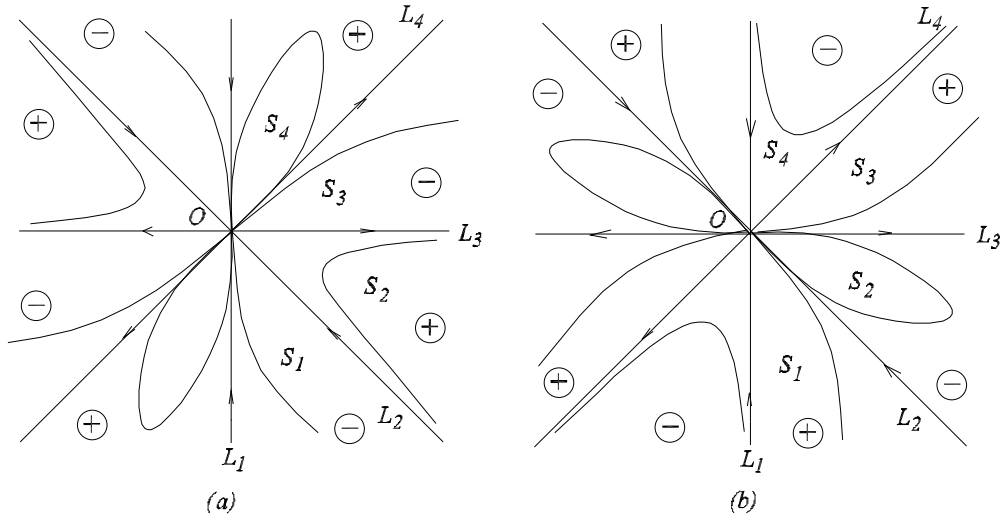 L₄
⊖
⊕
⊕
S₄
S₃
⊖
O
L₃
S₂
⊖
⊕
S₁
⊕
L₂
⊖
L₁
(a)
L₄
⊕
⊖
⊖
⊕
S₄
S₃
O
L₃
S₂
⊕
S₁
⊖
⊖
⊕
L₂
L₁
(b)